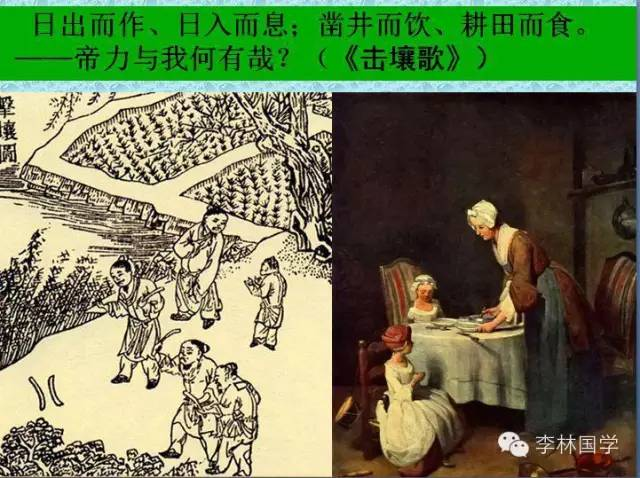 日出而作、日入而息；凿井而饮、耕田而食。
——帝力与我何有哉？（《击壤歌》）
擊壤圖
李林国学